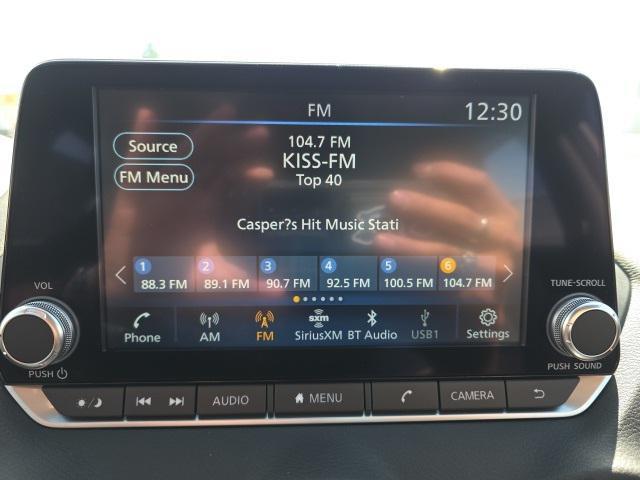 FM
12:30
Source
104.7 FM
KISS-FM
FM Menu
Top 40
Casper?s Hit Music Stati
1 2 3 4 5 6
88.3 FM 89.1 FM 90.7 FM 92.5 FM 100.5 FM 104.7 FM
VOL
TUNE-SCROLL
sxm
Phone AM FM SiriusXM BT Audio USB1 Settings
PUSH
PUSH SOUND
AUDIO MENU CAMERA